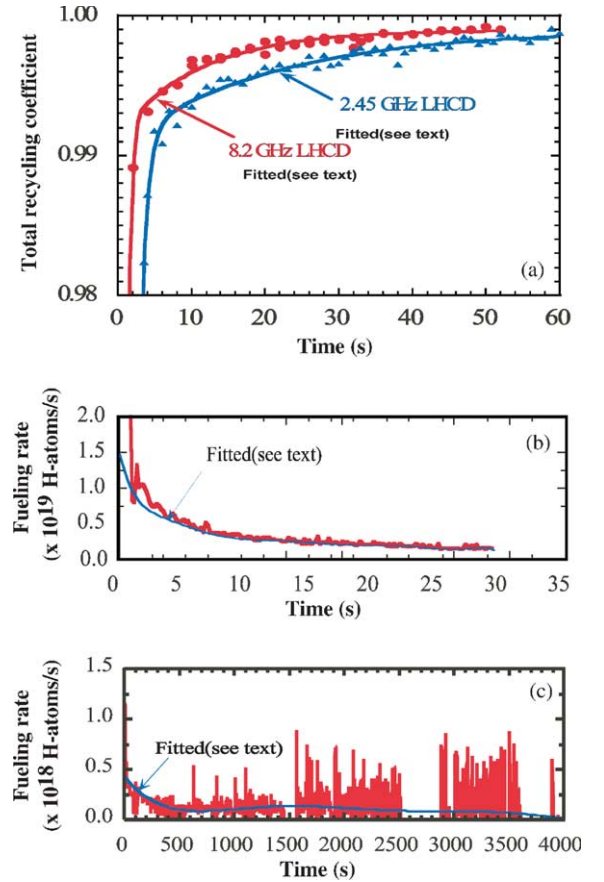 1.00
0.99
0.98
Total recycling coefficient
2.45 GHz LHCD
Fitted(see text)
8.2 GHz LHCD
Fitted(see text)
(a)
0 10 20 30 40 50 60
Time (s)
2.0
1.5
1.0
0.5
0.0
Fueling rate
(x 10^19 H-atoms/s)
Fitted(see text)
(b)
0 5 10 15 20 25 30 35
Time (s)
1.5
1.0
0.5
0.0
Fueling rate
(x 10^18 H-atoms/s)
Fitted(see text)
(c)
0 500 1000 1500 2000 2500 3000 3500 4000
Time (s)